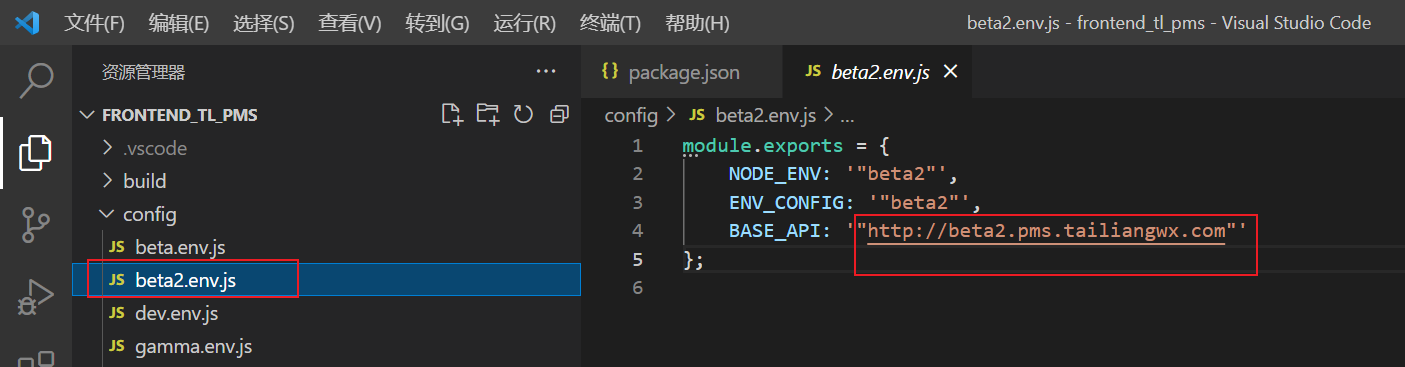 文件(F) 编辑(E) 选择(S) 查看(V) 转到(G) 运行(R) 终端(T) 帮助(H) beta2.env.js - frontend_tl_pms - Visual Studio Code
资源管理器
FRONTEND_TL_PMS
.vscode
build
config
JS beta.env.js
JS beta2.env.js
JS dev.env.js
JS gamma.env.js
{} package.json JS beta2.env.js
config > JS beta2.env.js > ...
1 module.exports = {
2 NODE_ENV: '"beta2"',
3 ENV_CONFIG: '"beta2"',
4 BASE_API: '"http://beta2.pms.tailiangwx.com"'
5 };
6